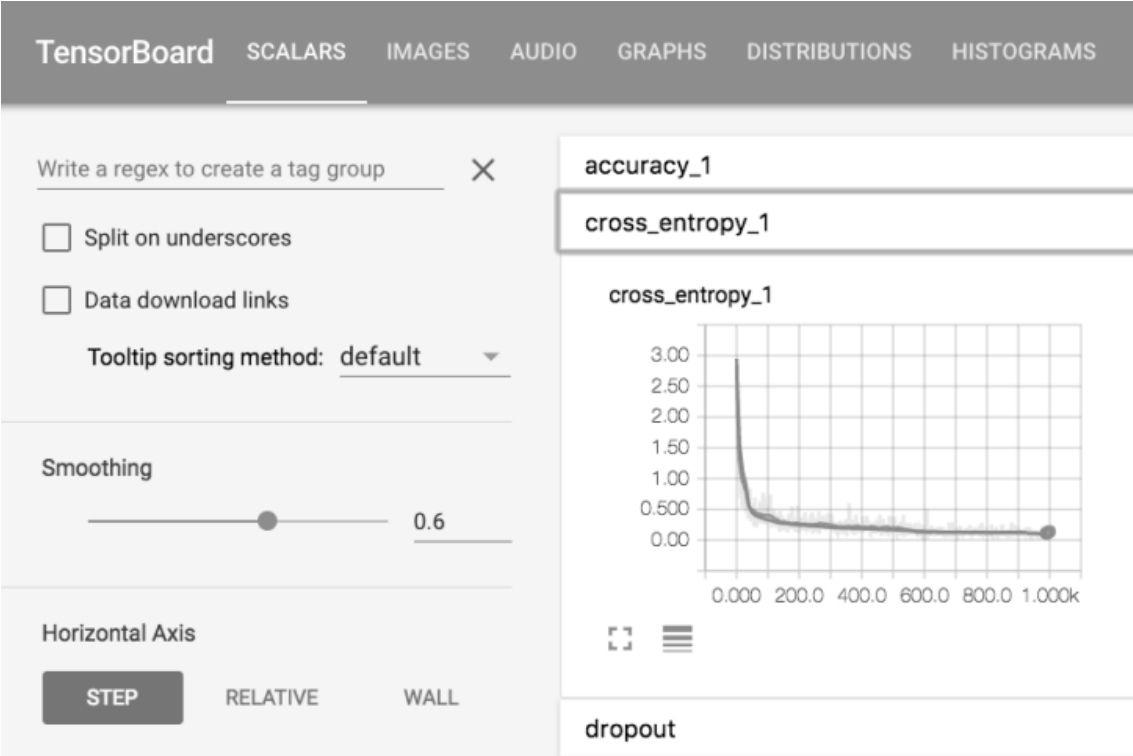 TensorBoard SCALARS IMAGES AUDIO GRAPHS DISTRIBUTIONS HISTOGRAMS
Write a regex to create a tag group
Split on underscores
Data download links
Tooltip sorting method: default
Smoothing
0.6
Horizontal Axis
STEP RELATIVE WALL
accuracy_1
cross_entropy_1
cross_entropy_1
3.00
2.50
2.00
1.50
1.00
0.500
0.00
0.000 200.0 400.0 600.0 800.0 1.000k
dropout